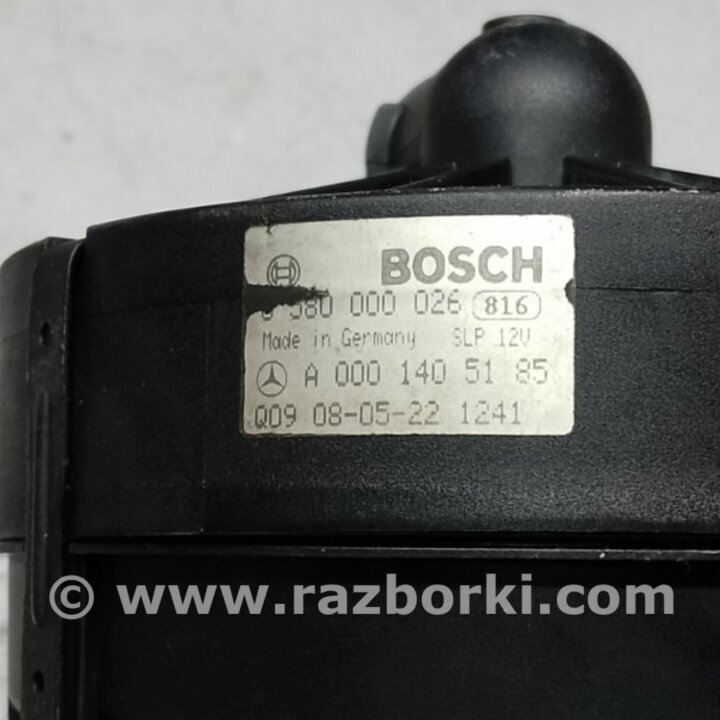 BOSCH
580 000 026 816
Made in Germany SLP 12V
A 000 140 51 85
Q09 08-05-22 1241
© www.razborki.com